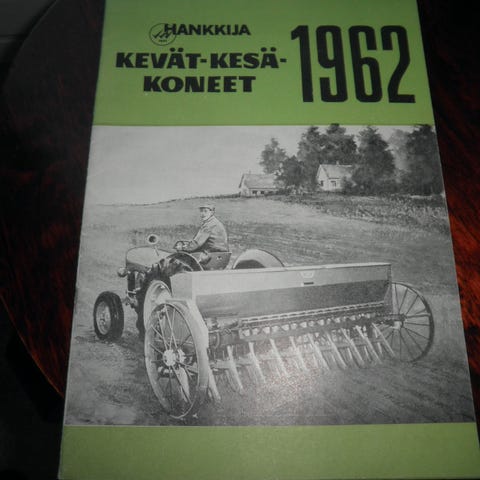 HANKKIJA
KEVÄT-KESÄ-
KONEET
1962